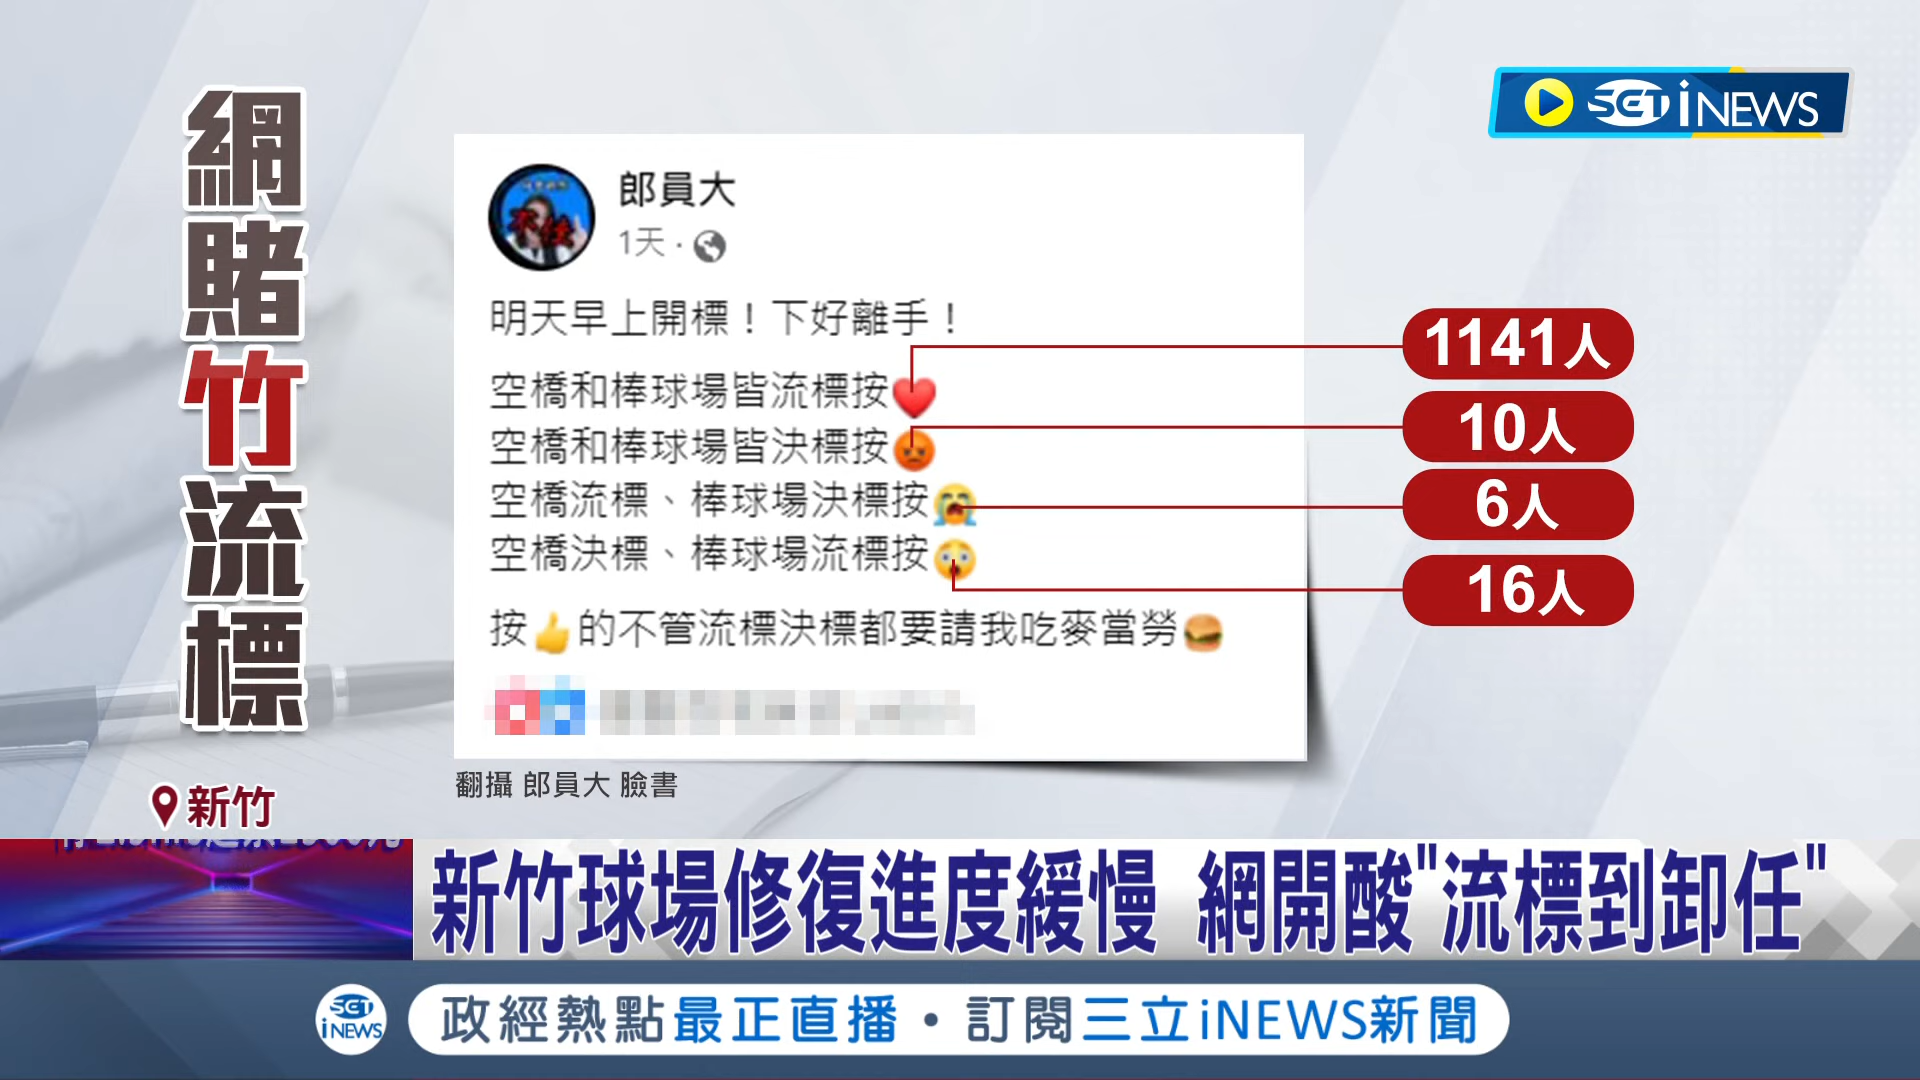 網賭竹流標
新竹
SET iNEWS
郎員大
1天·
明天早上開標！下好離手！
空橋和棒球場皆流標按❤️
空橋和棒球場皆決標按😡
空橋流標、棒球場決標按😭
空橋決標、棒球場流標按😨
按👍的不管流標決標都要請我吃麥當勞🍔
1141人
10人
6人
16人
翻攝 郎員大 臉書
新竹球場修復進度緩慢 網開酸"流標到卸任"
SET iNEWS
政經熱點最正直播・訂閱三立iNEWS新聞